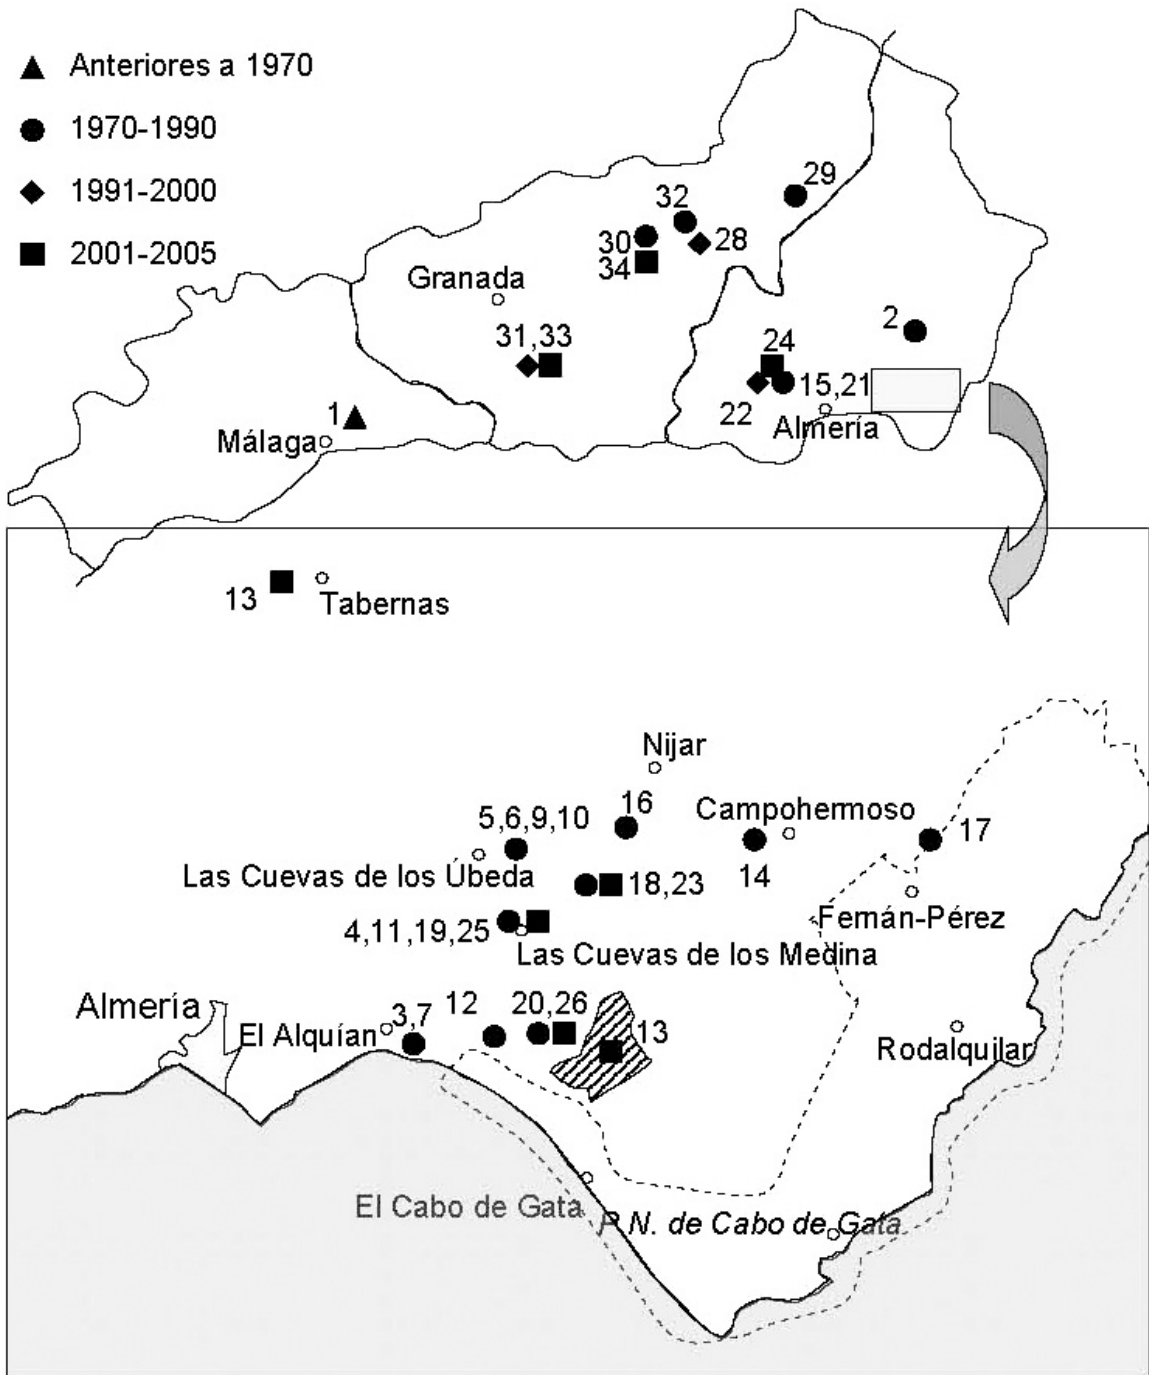 Anteriores a 1970
1970-1990
1991-2000
2001-2005
29
32
30
28
34
Granada
2
31,33
24
15,21
22
1
Almería
Málaga
13
Tabernas
Nijar
16
Campohermoso
5,6,9,10
17
Las Cuevas de los Úbeda
14
18,23
Fernán-Pérez
4,11,19,25
Las Cuevas de los Medina
Almería
12
20,26
3,7
El Alquían
13
Rodalquilar
El Cabo de Gata
P.N. de Cabo de Gata